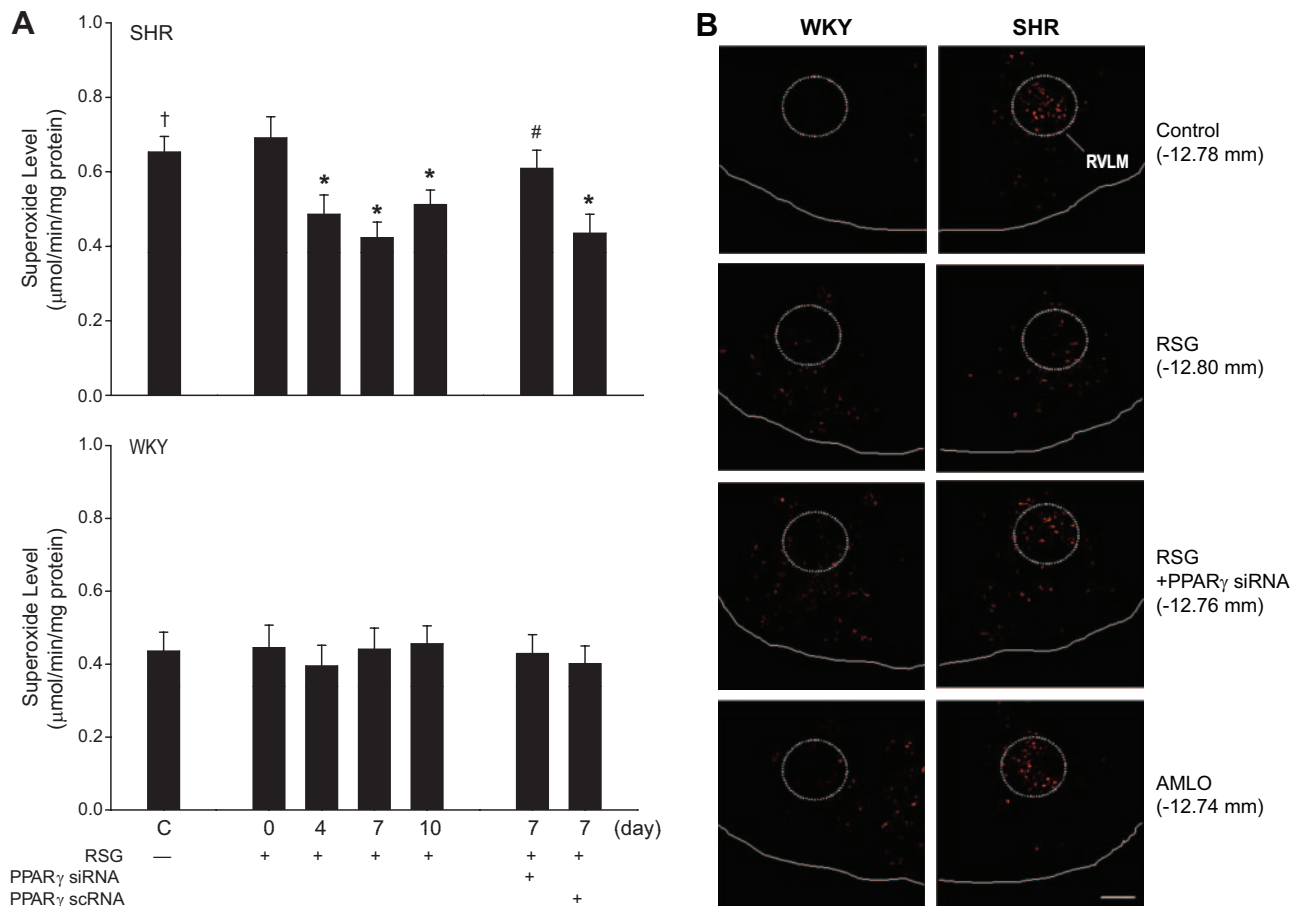 A
SHR
1.0
0.8
0.6
0.4
0.2
0.0
Superoxide Level
(μmol/min/mg protein)
†
*
*
*
#
*
WKY
1.0
0.8
0.6
0.4
0.2
0.0
Superoxide Level
(μmol/min/mg protein)
C 0 4 7 10 7 7 (day)
RSG — + + + + + +
PPARγ siRNA +
PPARγ scRNA +
B
WKY SHR
RVLM
Control
(-12.78 mm)
RSG
(-12.80 mm)
RSG
+PPARγ siRNA
(-12.76 mm)
AMLO
(-12.74 mm)